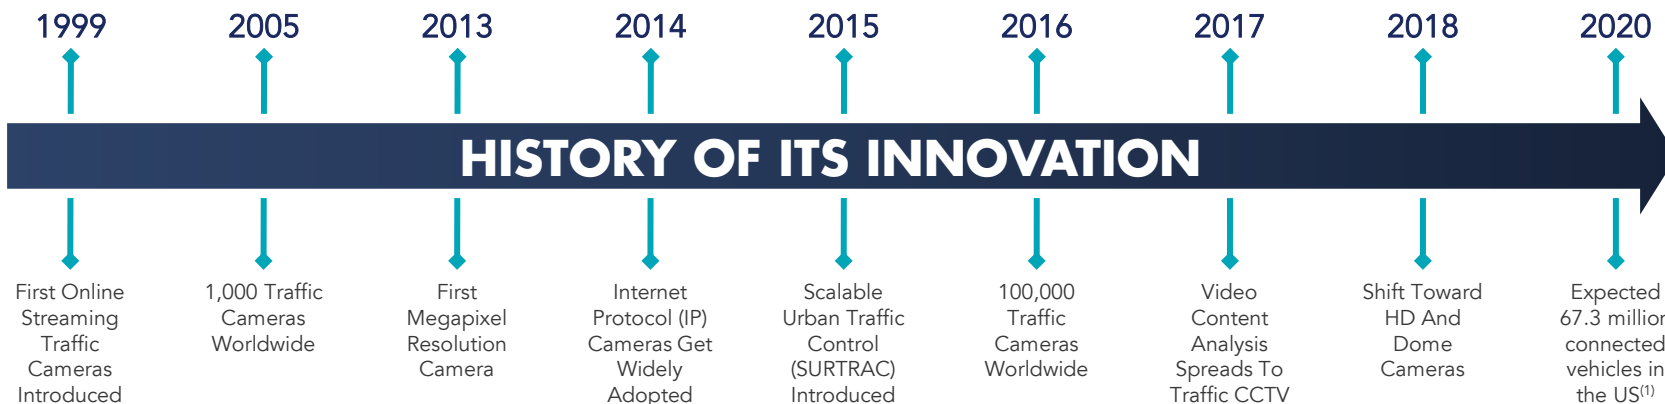 1999
2005
2013
2014
2015
2016
2017
2018
2020
HISTORY OF ITS INNOVATION
First Online
Streaming
Traffic
Cameras
Introduced
1,000 Traffic
Cameras
Worldwide
First
Megapixel
Resolution
Camera
Internet
Protocol (IP)
Cameras Get
Widely
Adopted
Scalable
Urban Traffic
Control
(SURTRAC)
Introduced
100,000
Traffic
Cameras
Worldwide
Video
Content
Analysis
Spreads To
Traffic CCTV
Shift Toward
HD And
Dome
Cameras
Expected
67.3 million
connected
vehicles in
the US(1)